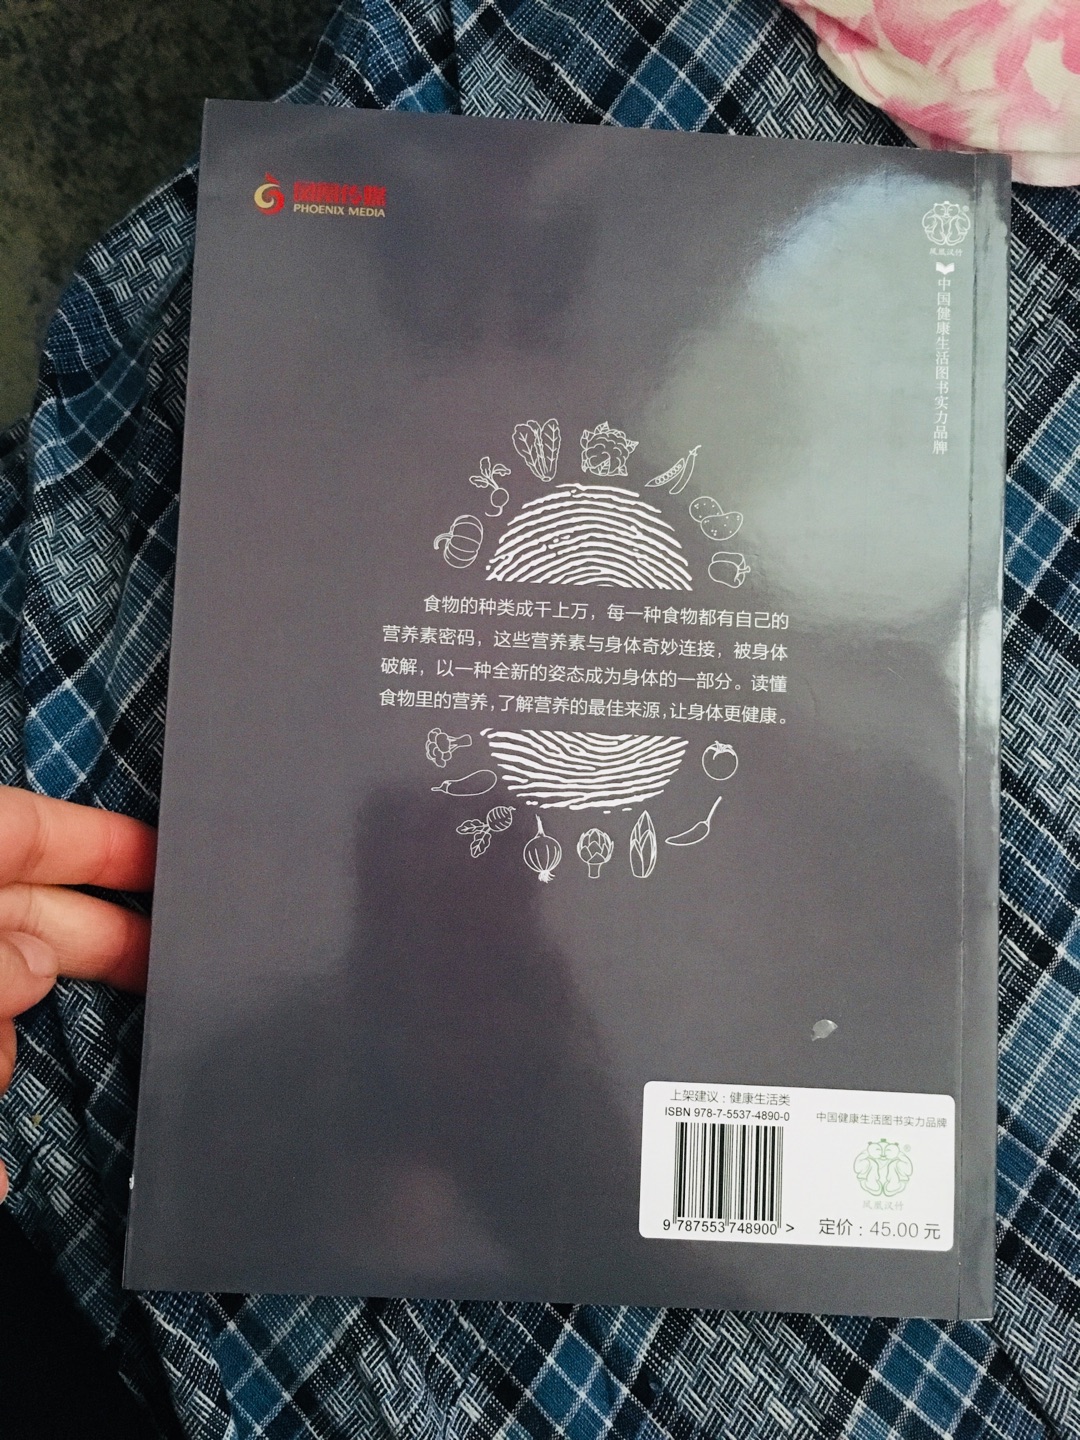 凤凰传媒
PHOENIX MEDIA
凤凰汉竹
中国健康生活图书实力品牌
食物的种类成千上万，每一种食物都有自己的
营养素密码，这些营养素与身体奇妙连接，被身体
破解，以一种全新的姿态成为身体的一部分。读懂
食物里的营养，了解营养的最佳来源，让身体更健康。
上架建议：健康生活类
ISBN 978-7-5537-4890-0
9 787553 748900 >
中国健康生活图书实力品牌
®
凤凰汉竹
定价：45.00 元